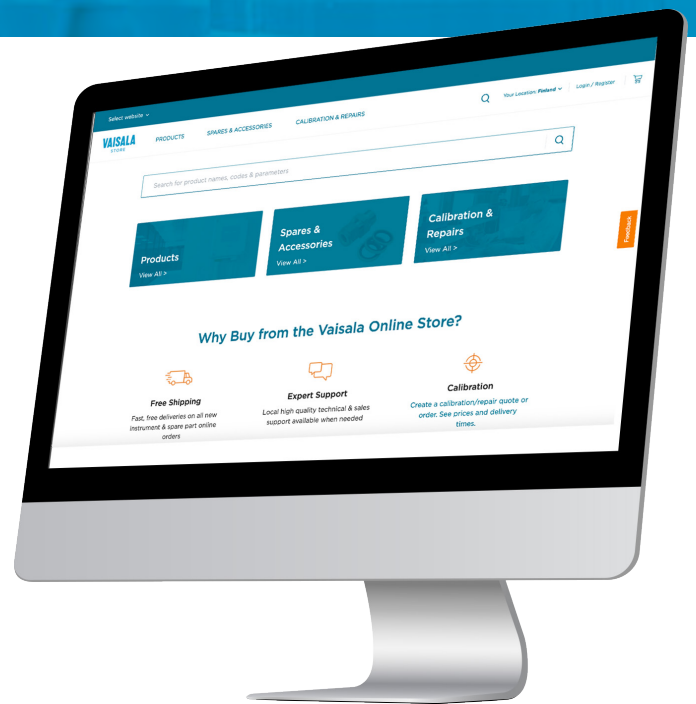 Select website
VAISALA
STORE
PRODUCTS
SPARES & ACCESSORIES
CALIBRATION & REPAIRS
Your Location: Finland
Login / Register
Search for product names, codes & parameters
Products
View All >
Spares &
Accessories
View All >
Calibration &
Repairs
View All >
Feedback
Why Buy from the Vaisala Online Store?
Free Shipping
Fast, free deliveries on all new
instrument & spare part online
orders
Expert Support
Local high quality technical & sales
support available when needed
Calibration
Create a calibration/repair quote or
order. See prices and delivery
times.